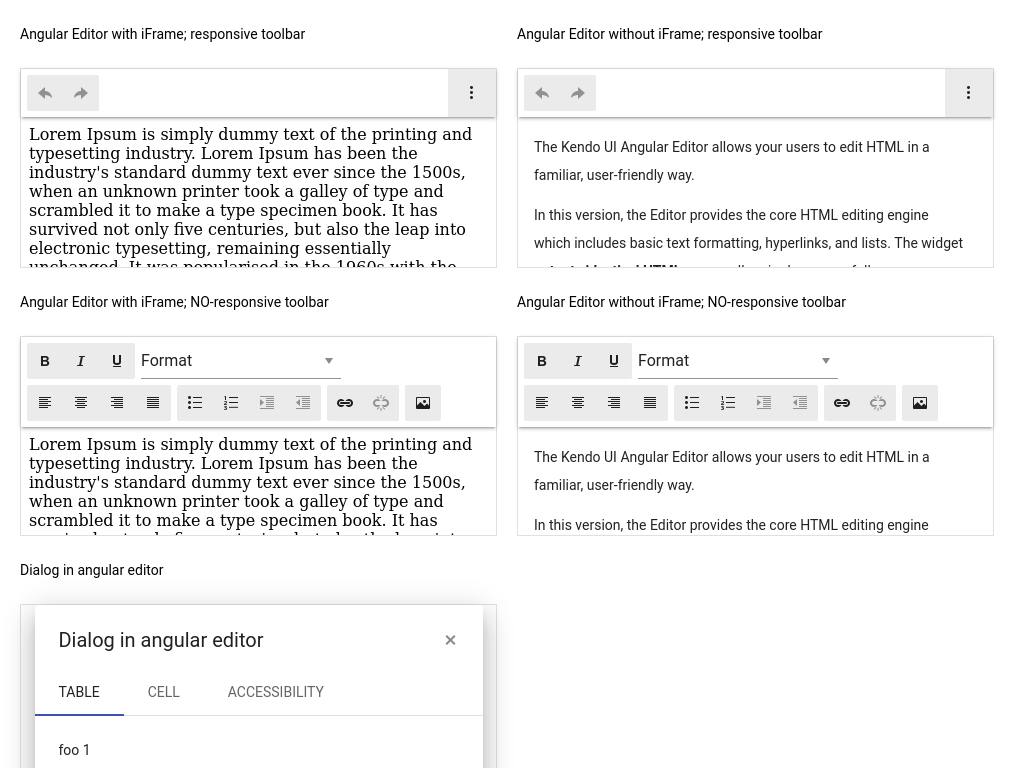 Angular Editor with iFrame; responsive toolbar
Lorem Ipsum is simply dummy text of the printing and
typesetting industry. Lorem Ipsum has been the
industry's standard dummy text ever since the 1500s,
when an unknown printer took a galley of type and
scrambled it to make a type specimen book. It has
survived not only five centuries, but also the leap into
electronic typesetting, remaining essentially
unchanged. It was popularised in the 1960s with the
Angular Editor without iFrame; responsive toolbar
The Kendo UI Angular Editor allows your users to edit HTML in a
familiar, user-friendly way.
In this version, the Editor provides the core HTML editing engine
which includes basic text formatting, hyperlinks, and lists. The widget
Angular Editor with iFrame; NO-responsive toolbar
B I U Format
Lorem Ipsum is simply dummy text of the printing and
typesetting industry. Lorem Ipsum has been the
industry's standard dummy text ever since the 1500s,
when an unknown printer took a galley of type and
scrambled it to make a type specimen book. It has
Angular Editor without iFrame; NO-responsive toolbar
B I U Format
The Kendo UI Angular Editor allows your users to edit HTML in a
familiar, user-friendly way.
In this version, the Editor provides the core HTML editing engine
Dialog in angular editor
Dialog in angular editor
TABLE CELL ACCESSIBILITY
foo 1